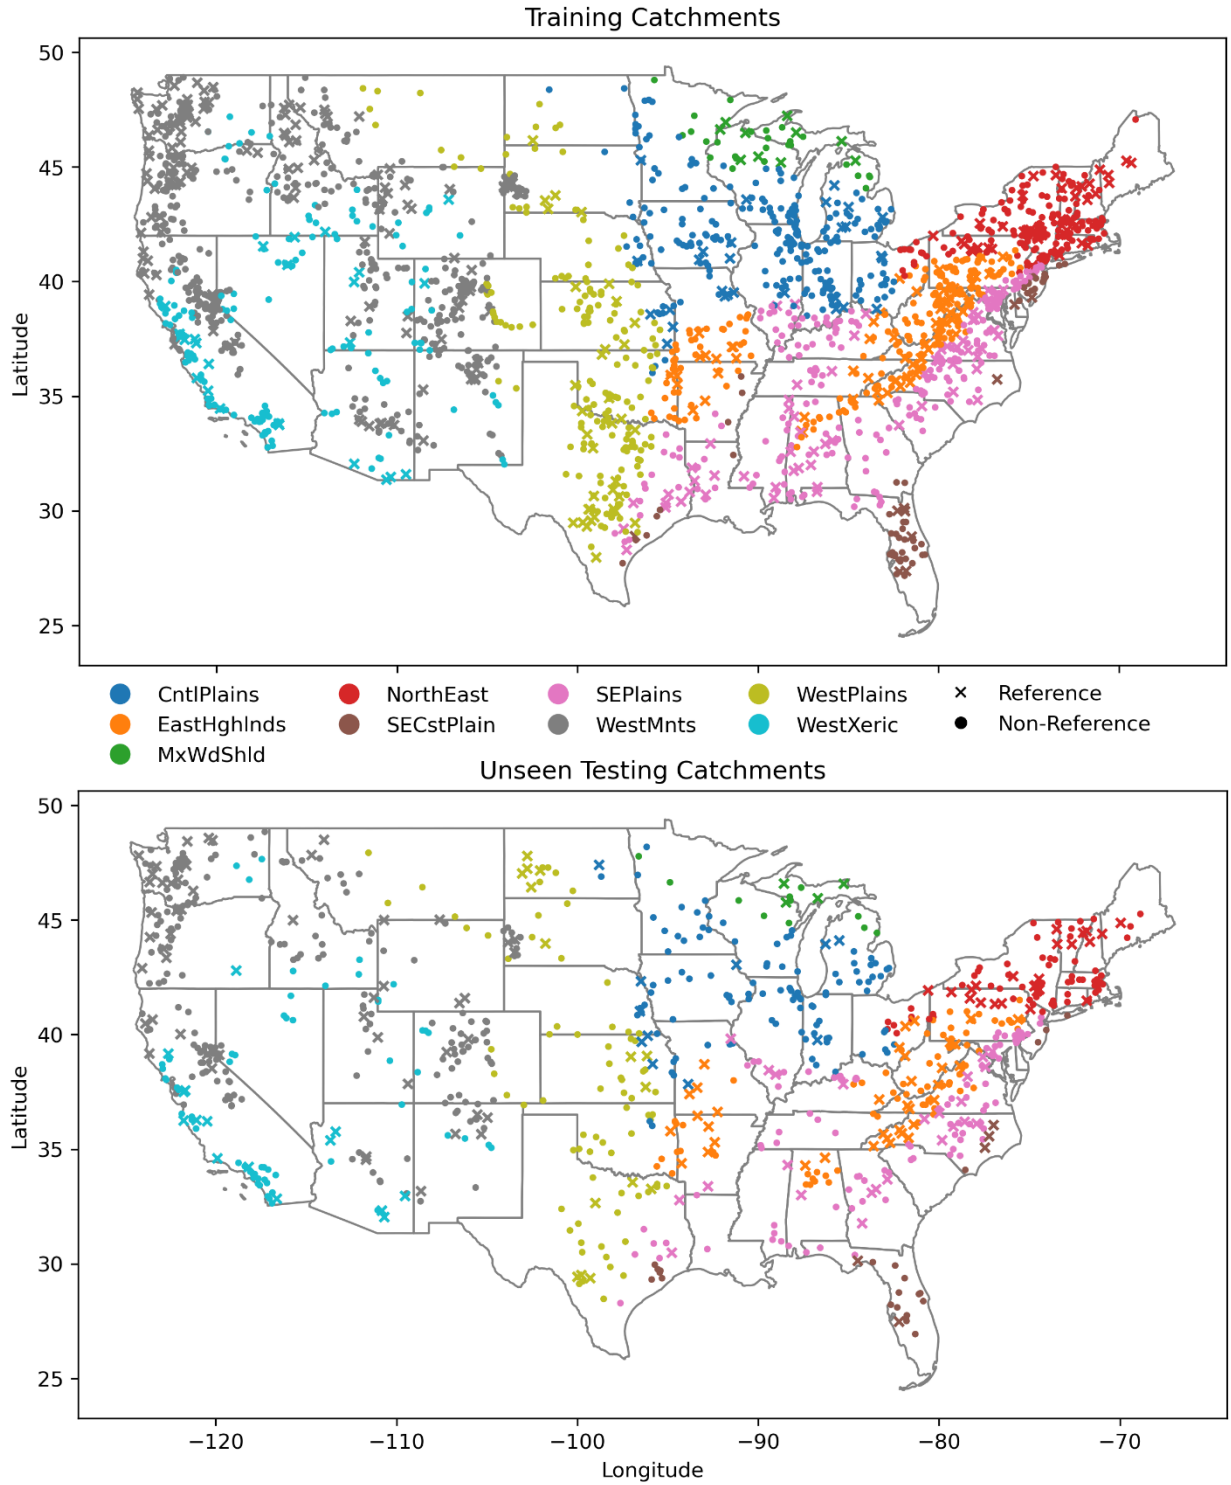 Training Catchments
50
45
40
35
30
25
Latitude
CntlPlains NorthEast SEPlains WestPlains Reference
EastHghlnds SECstPlain WestMnts WestXeric Non-Reference
MxWdShld
Unseen Testing Catchments
50
45
40
35
30
25
Latitude
−120 −110 −100 −90 −80 −70
Longitude